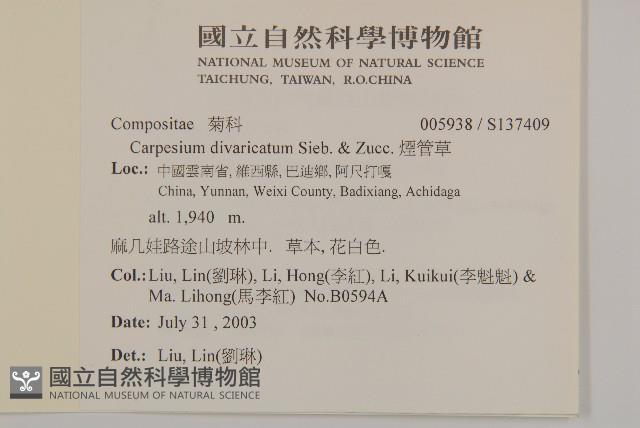 國立自然科學博物館
NATIONAL MUSEUM OF NATURAL SCIENCE
TAICHUNG, TAIWAN, R.O.CHINA
Compositae 菊科 005938 / S137409
Carpesium divaricatum Sieb. & Zucc. 煙管草
Loc.: 中國雲南省, 維西縣, 巴迪鄉, 阿尺打嘎
China, Yunnan, Weixi County, Badixiang, Achidaga
alt. 1,940 m.
麻几娃路途山坡林中. 草本, 花白色.
Col.: Liu, Lin(劉琳), Li, Hong(李紅), Li, Kuikui(李魁魁) &
Ma. Lihong(馬李紅) No.B0594A
Date: July 31 , 2003
Det.: Liu, Lin(劉琳)
國立自然科學博物館
NATIONAL MUSEUM OF NATURAL SCIENCE